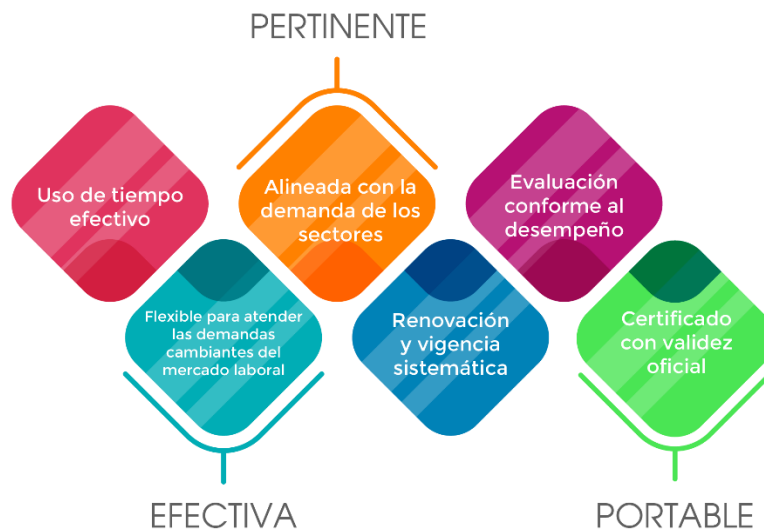 PERTINENTE
Uso de tiempo
efectivo
Alineada con la
demanda de los
sectores
Evaluación
conforme al
desempeño
Flexible para atender
las demandas
cambiantes del
mercado laboral
Renovación
y vigencia
sistemática
Certificado
con validez
oficial
EFECTIVA
PORTABLE